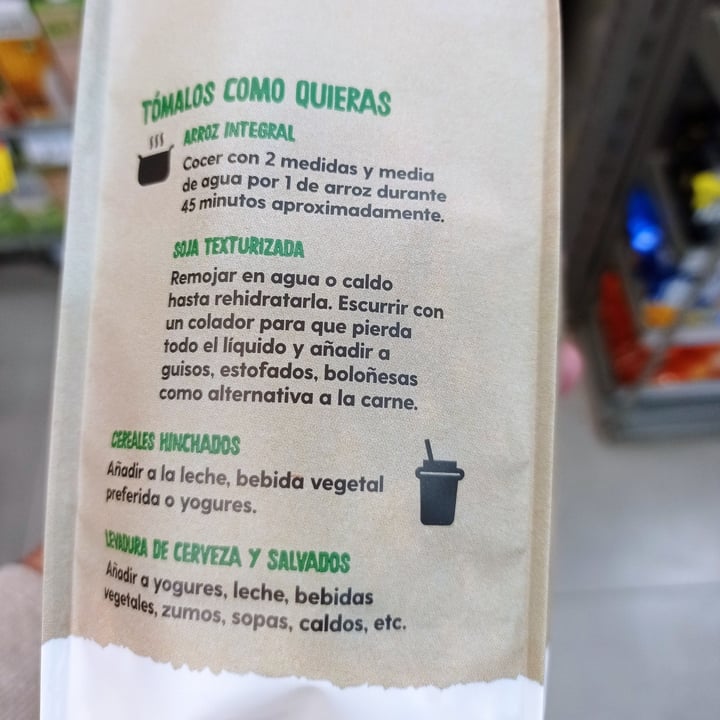 TÓMALOS COMO QUIERAS
ARROZ INTEGRAL
Cocer con 2 medidas y media
de agua por 1 de arroz durante
45 minutos aproximadamente.
SOJA TEXTURIZADA
Remojar en agua o caldo
hasta rehidratarla. Escurrir con
un colador para que pierda
todo el líquido y añadir a
guisos, estofados, boloñesas
como alternativa a la carne.
CEREALES HINCHADOS
Añadir a la leche, bebida vegetal
preferida o yogures.
LEVADURA DE CERVEZA Y SALVADOS
Añadir a yogures, leche, bebidas
vegetales, zumos, sopas, caldos, etc.